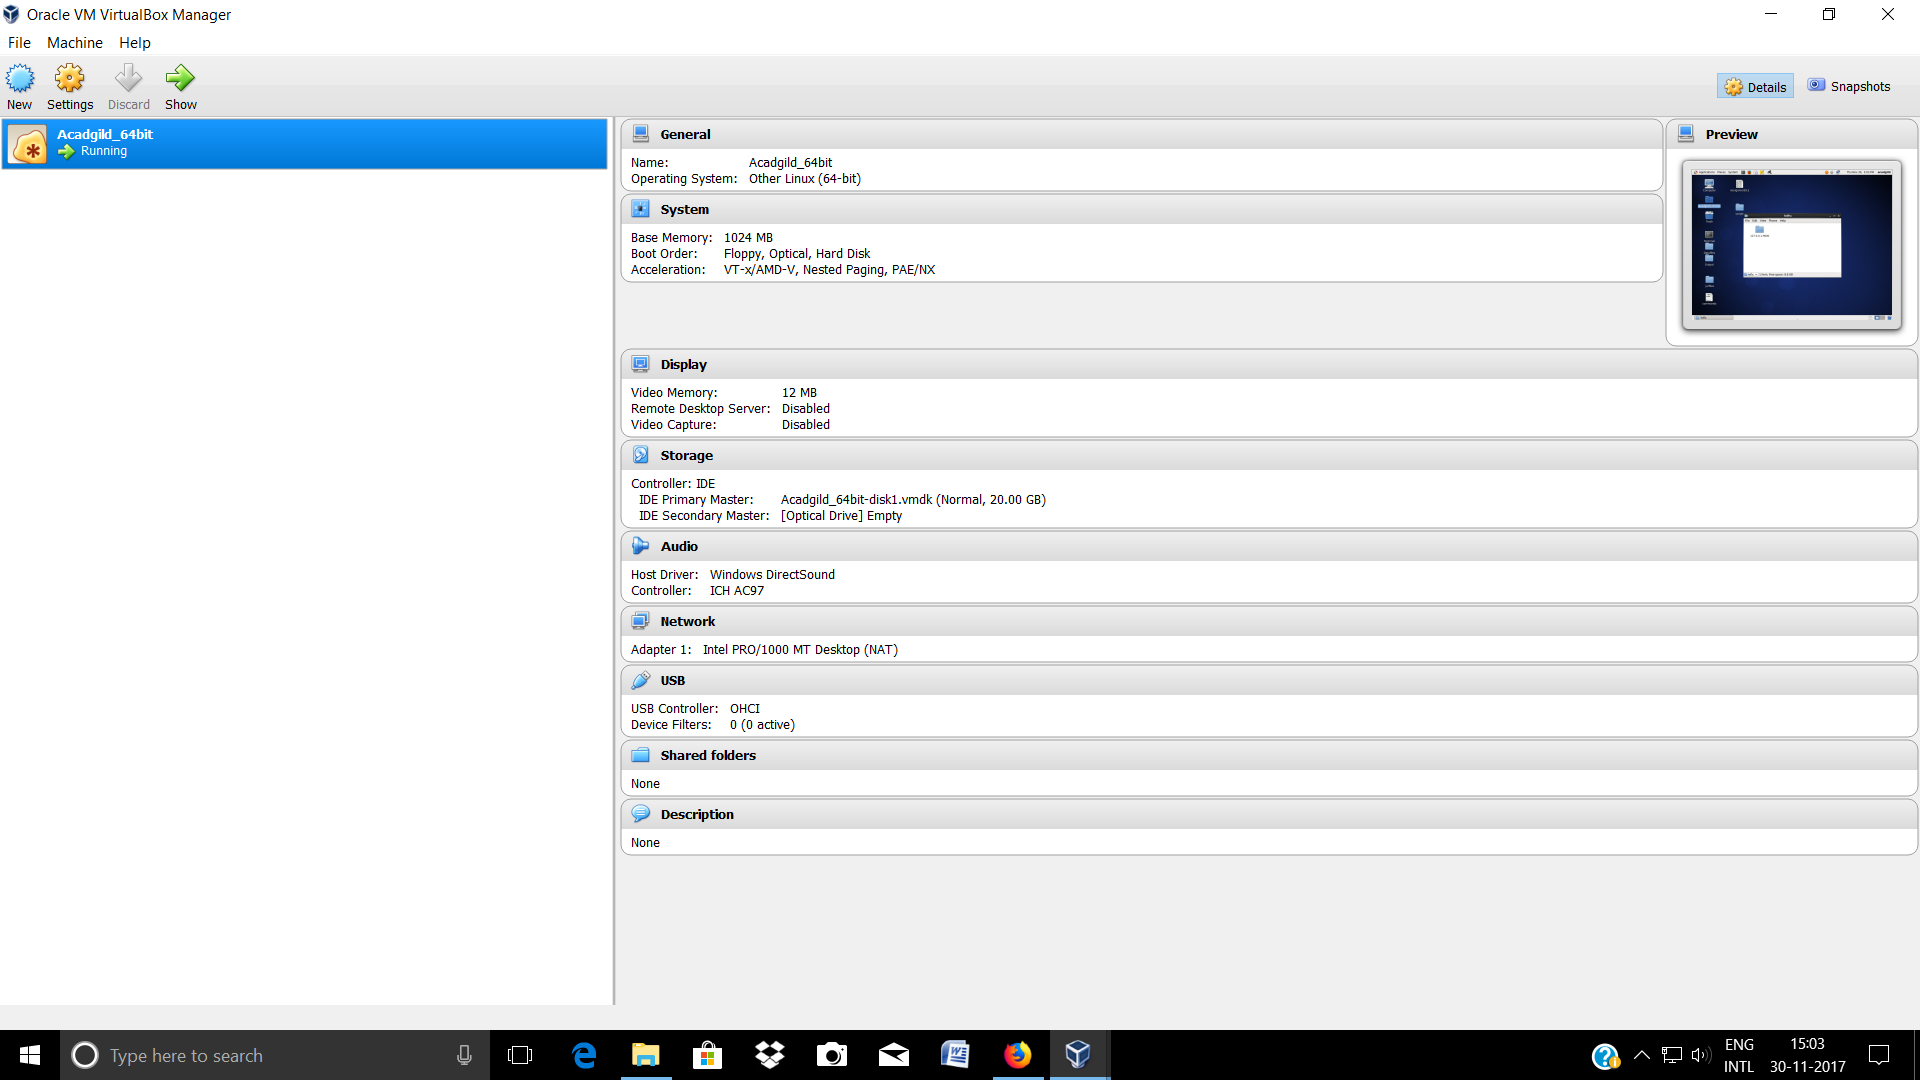 Oracle VM VirtualBox Manager
File Machine Help
New Settings Discard Show
Details Snapshots
Acadgild_64bit
Running
General
Name: Acadgild_64bit
Operating System: Other Linux (64-bit)
Preview
System
Base Memory: 1024 MB
Boot Order: Floppy, Optical, Hard Disk
Acceleration: VT-x/AMD-V, Nested Paging, PAE/NX
Display
Video Memory: 12 MB
Remote Desktop Server: Disabled
Video Capture: Disabled
Storage
Controller: IDE
IDE Primary Master: Acadgild_64bit-disk1.vmdk (Normal, 20.00 GB)
IDE Secondary Master: [Optical Drive] Empty
Audio
Host Driver: Windows DirectSound
Controller: ICH AC97
Network
Adapter 1: Intel PRO/1000 MT Desktop (NAT)
USB
USB Controller: OHCI
Device Filters: 0 (0 active)
Shared folders
None
Description
None
Type here to search
ENG
INTL
15:03
30-11-2017